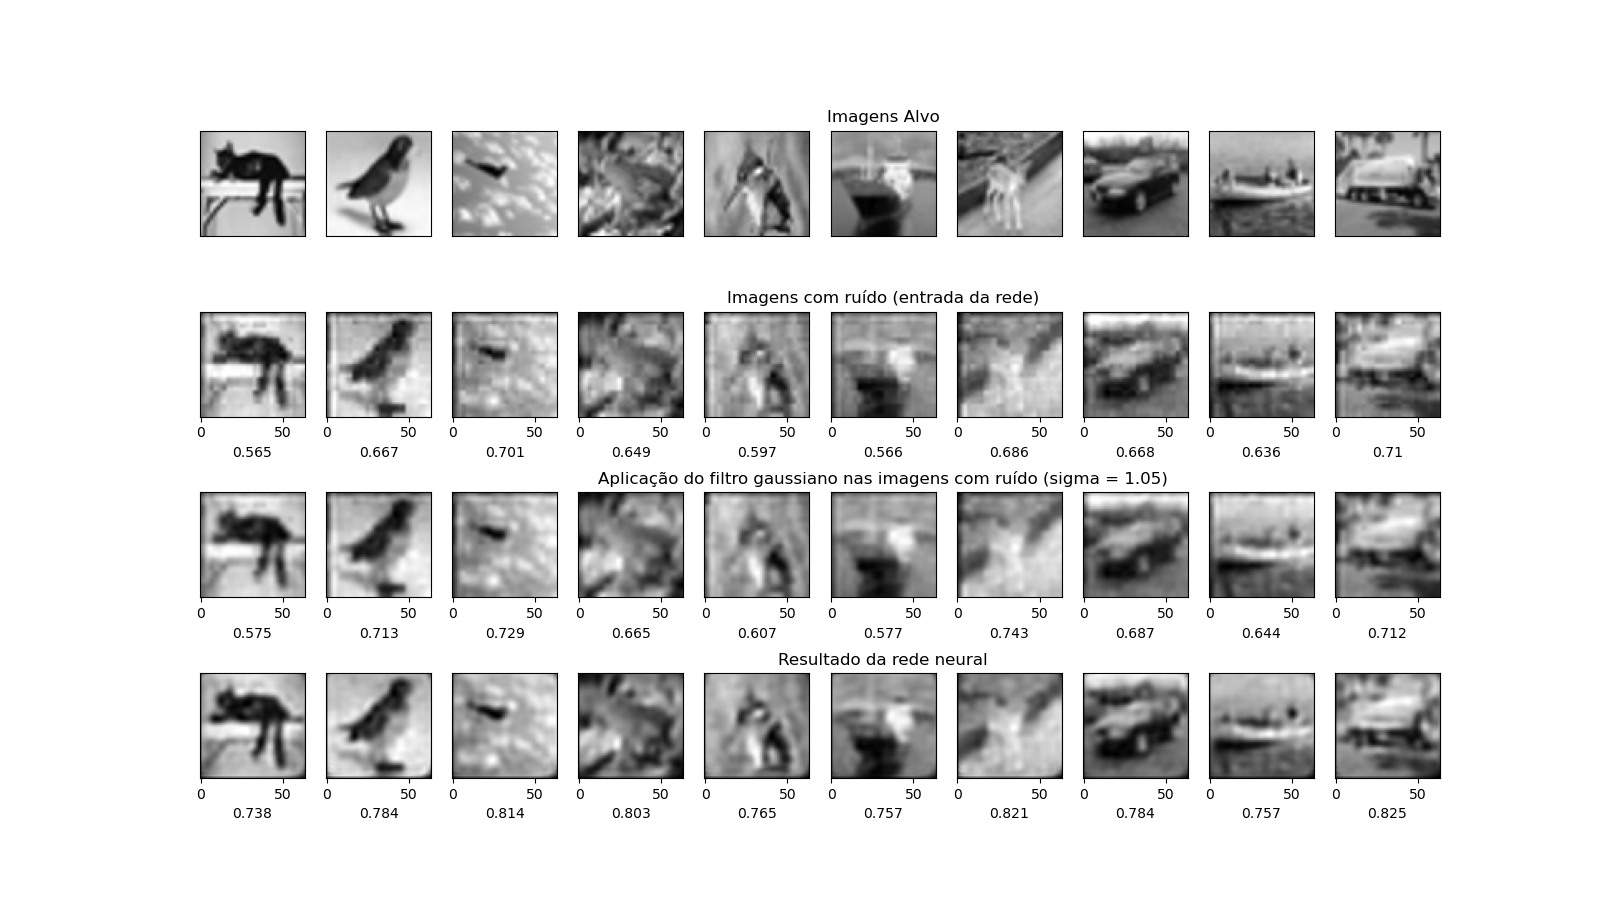 Imagens Alvo
Imagens com ruído (entrada da rede)
0 50 0 50 0 50 0 50 0 50 0 50 0 50 0 50 0 50 0 50
0.565 0.667 0.701 0.649 0.597 0.566 0.686 0.668 0.636 0.71
Aplicação do filtro gaussiano nas imagens com ruído (sigma = 1.05)
0 50 0 50 0 50 0 50 0 50 0 50 0 50 0 50 0 50 0 50
0.575 0.713 0.729 0.665 0.607 0.577 0.743 0.687 0.644 0.712
Resultado da rede neural
0 50 0 50 0 50 0 50 0 50 0 50 0 50 0 50 0 50 0 50
0.738 0.784 0.814 0.803 0.765 0.757 0.821 0.784 0.757 0.825